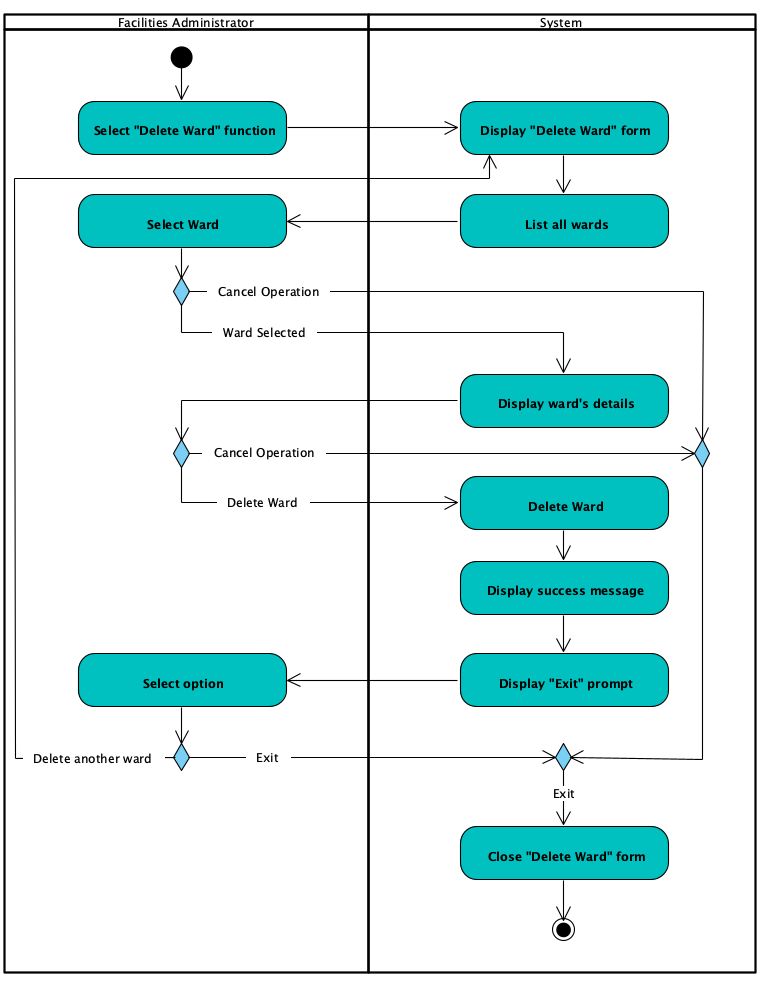 Facilities Administrator
System
Select "Delete Ward" function
Display "Delete Ward" form
Select Ward
List all wards
Cancel Operation
Ward Selected
Display ward's details
Cancel Operation
Delete Ward
Delete Ward
Display success message
Select option
Display "Exit" prompt
Delete another ward
Exit
Exit
Close "Delete Ward" form